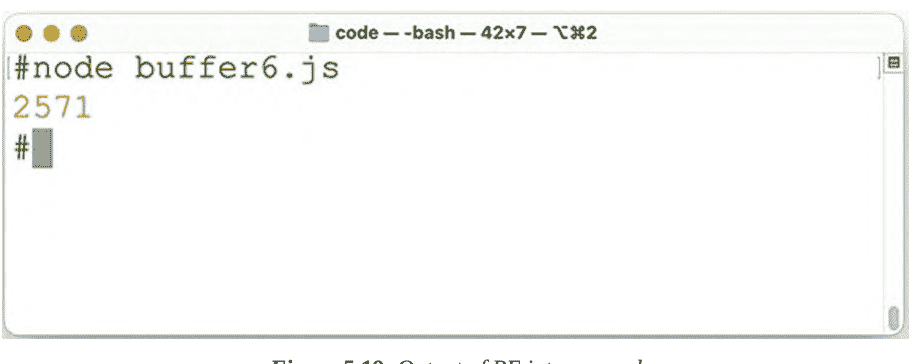 code — -bash — 42×7 — ⌥⌘2
#node buffer6.js
2571
#